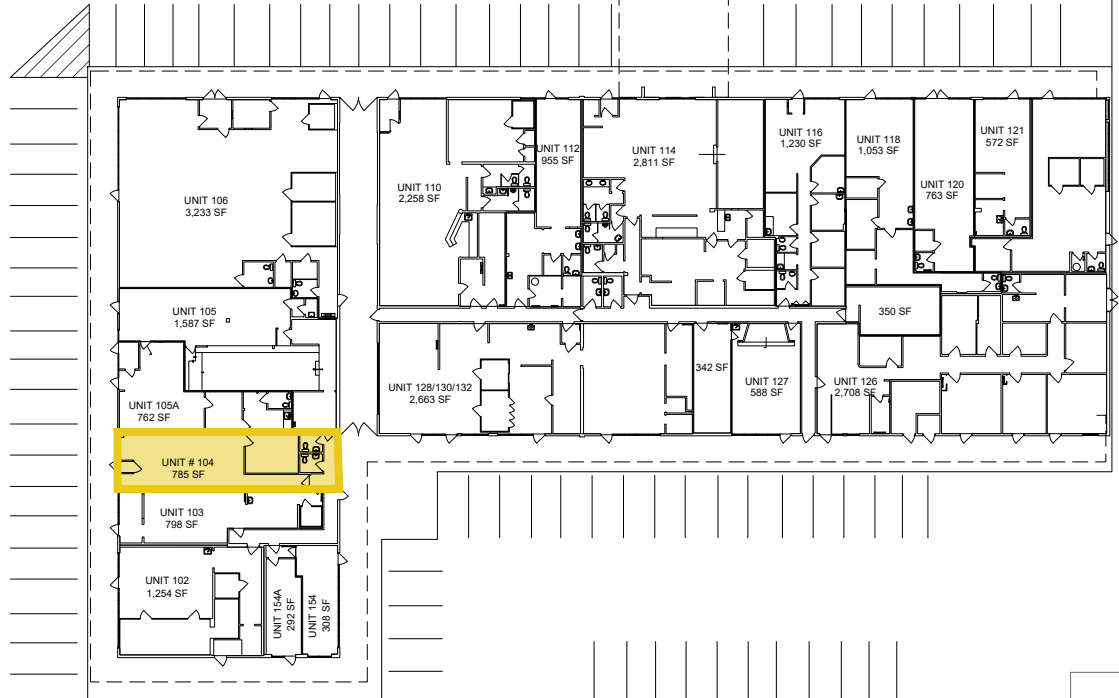 UNIT 106
3,233 SF
UNIT 105
1,587 SF
UNIT 105A
762 SF
UNIT # 104
785 SF
UNIT 103
798 SF
UNIT 102
1,254 SF
UNIT 154A
292 SF
UNIT 154
308 SF
UNIT 110
2,258 SF
UNIT 112
955 SF
UNIT 114
2,811 SF
UNIT 116
1,230 SF
UNIT 118
1,053 SF
UNIT 120
763 SF
UNIT 121
572 SF
350 SF
UNIT 128/130/132
2,663 SF
342 SF
UNIT 127
588 SF
UNIT 126
2,708 SF